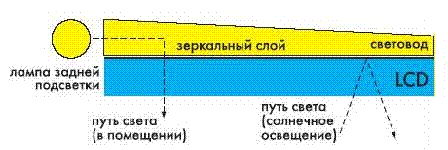 зеркальный слой
световод
лампа задней
подсветки
LCD
путь света
(в помещении)
путь света
(солнечное
освещение)